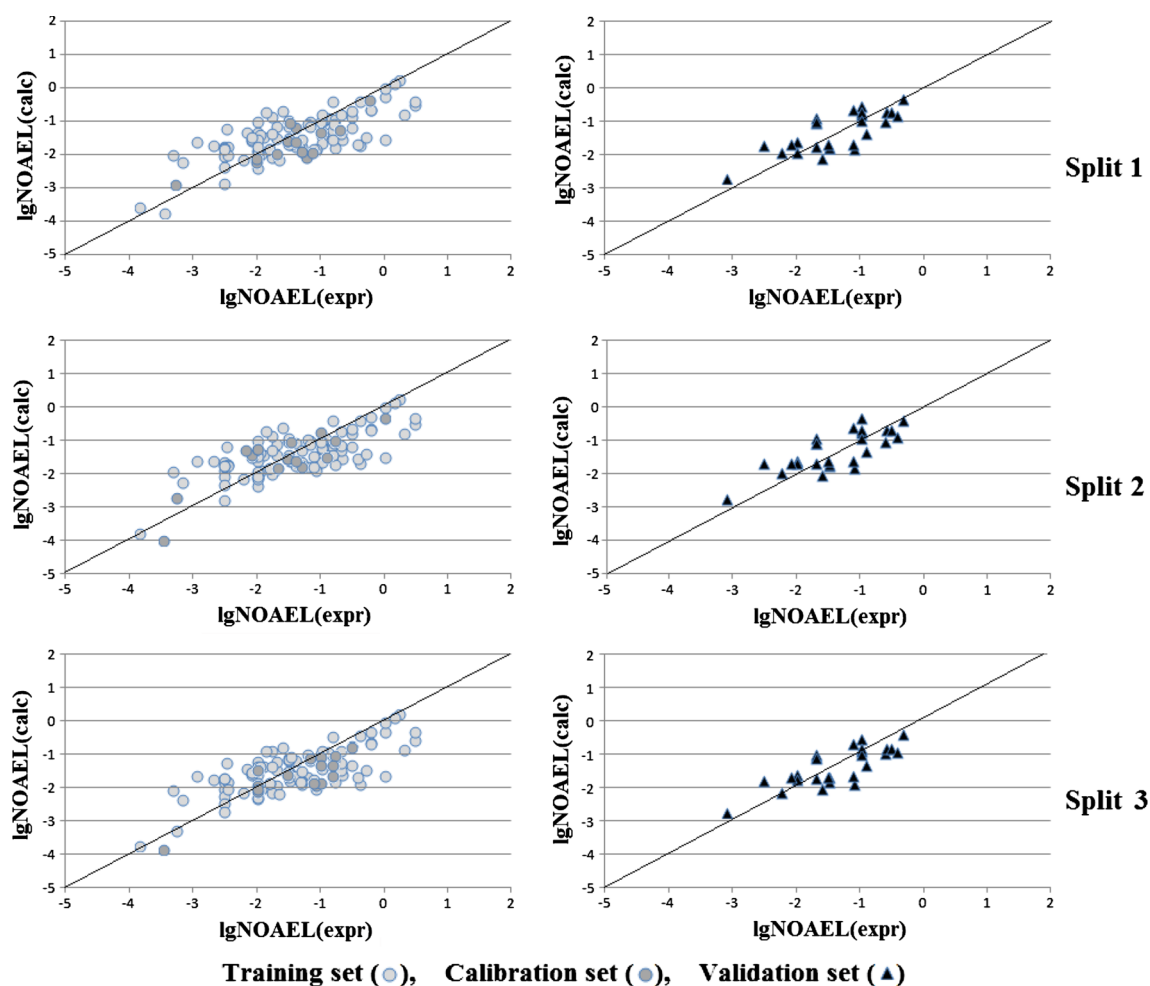 2
1
0
-1
-2
-3
-4
-5
lgNOAEL(calc)
-5 -4 -3 -2 -1 0 1 2
lgNOAEL(expr)
2
1
0
-1
-2
-3
-4
-5
lgNOAEL(calc)
-5 -4 -3 -2 -1 0 1 2
lgNOAEL(expr)
Split 1
2
1
0
-1
-2
-3
-4
-5
lgNOAEL(calc)
-5 -4 -3 -2 -1 0 1 2
lgNOAEL(expr)
2
1
0
-1
-2
-3
-4
-5
lgNOAEL(calc)
-5 -4 -3 -2 -1 0 1 2
lgNOAEL(expr)
Split 2
2
1
0
-1
-2
-3
-4
-5
lgNOAEL(calc)
-5 -4 -3 -2 -1 0 1 2
lgNOAEL(expr)
2
1
0
-1
-2
-3
-4
-5
lgNOAEL(calc)
-5 -4 -3 -2 -1 0 1 2
lgNOAEL(expr)
Split 3
Training set ( ), Calibration set ( ), Validation set ( )